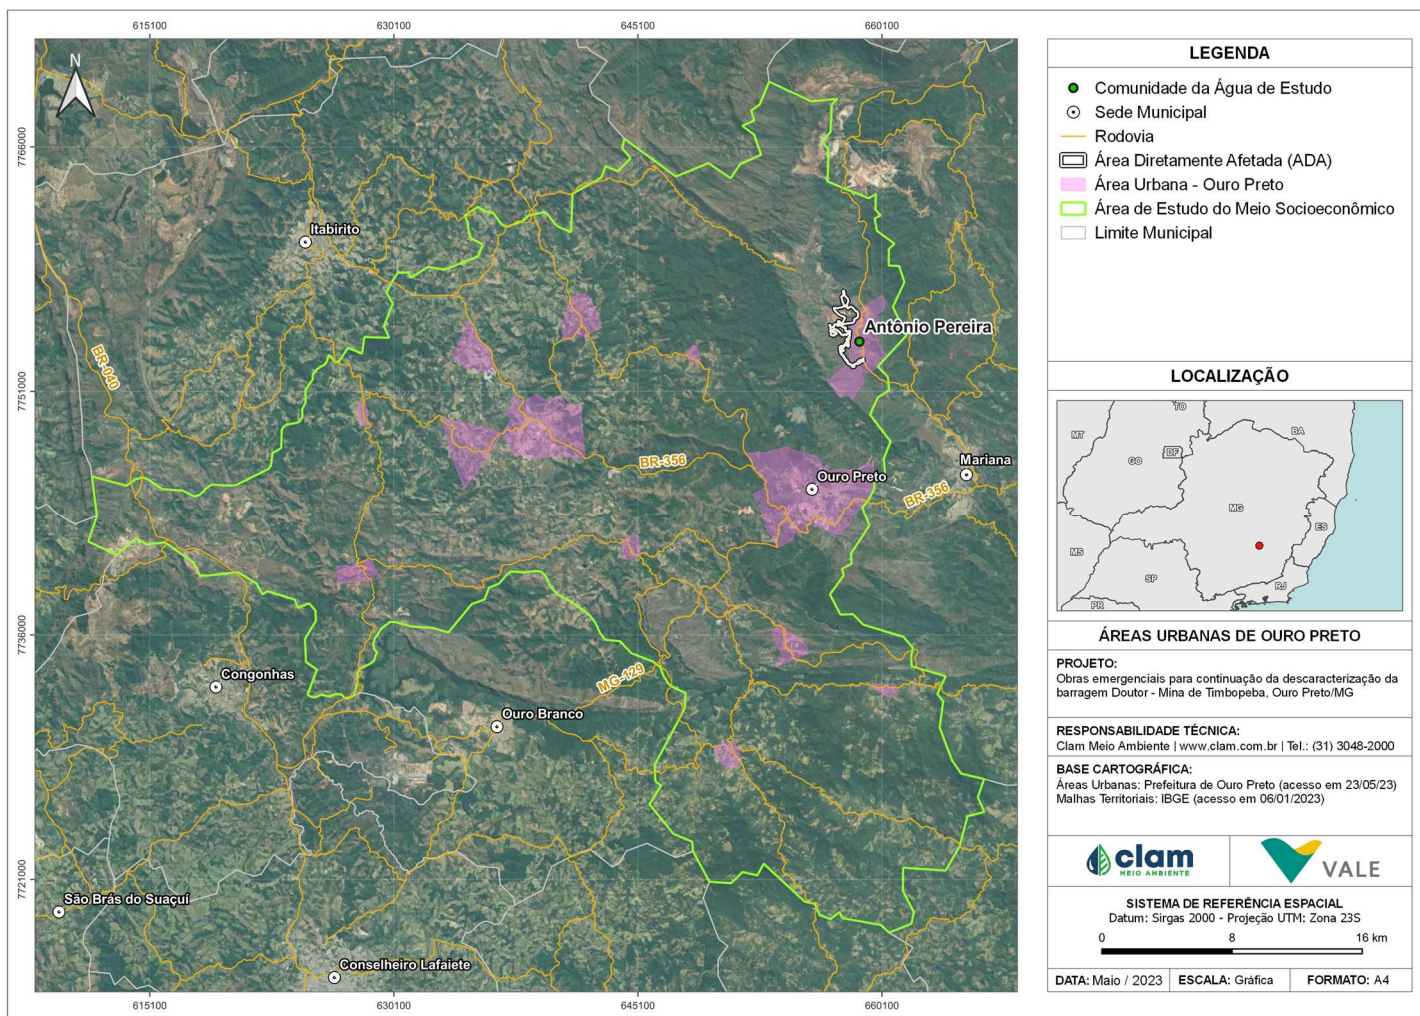 615100
630100
645100
660100
N
7766000
7751000
7736000
7721000
Itabirito
BR-040
Antônio Pereira
BR-356
Ouro Preto
Mariana
BR-356
Congonhas
MG-129
Ouro Branco
São Brás do Suaçuí
Conselheiro Lafaiete
615100
630100
645100
660100
LEGENDA
Comunidade da Água de Estudo
Sede Municipal
Rodovia
Área Diretamente Afetada (ADA)
Área Urbana - Ouro Preto
Área de Estudo do Meio Socioeconômico
Limite Municipal
LOCALIZAÇÃO
TO
MT
BA
GO
DF
MG
ES
MS
SP
RJ
PR
ÁREAS URBANAS DE OURO PRETO
PROJETO:
Obras emergenciais para continuação da descaracterização da
barragem Doutor - Mina de Timbopeba, Ouro Preto/MG
RESPONSABILIDADE TÉCNICA:
Clam Meio Ambiente | www.clam.com.br | Tel.: (31) 3048-2000
BASE CARTOGRÁFICA:
Áreas Urbanas: Prefeitura de Ouro Preto (acesso em 23/05/23)
Malhas Territoriais: IBGE (acesso em 06/01/2023)
clam
MEIO AMBIENTE
VALE
SISTEMA DE REFERÊNCIA ESPACIAL
Datum: Sirgas 2000 - Projeção UTM: Zona 23S
0 8 16 km
DATA: Maio / 2023 ESCALA: Gráfica FORMATO: A4